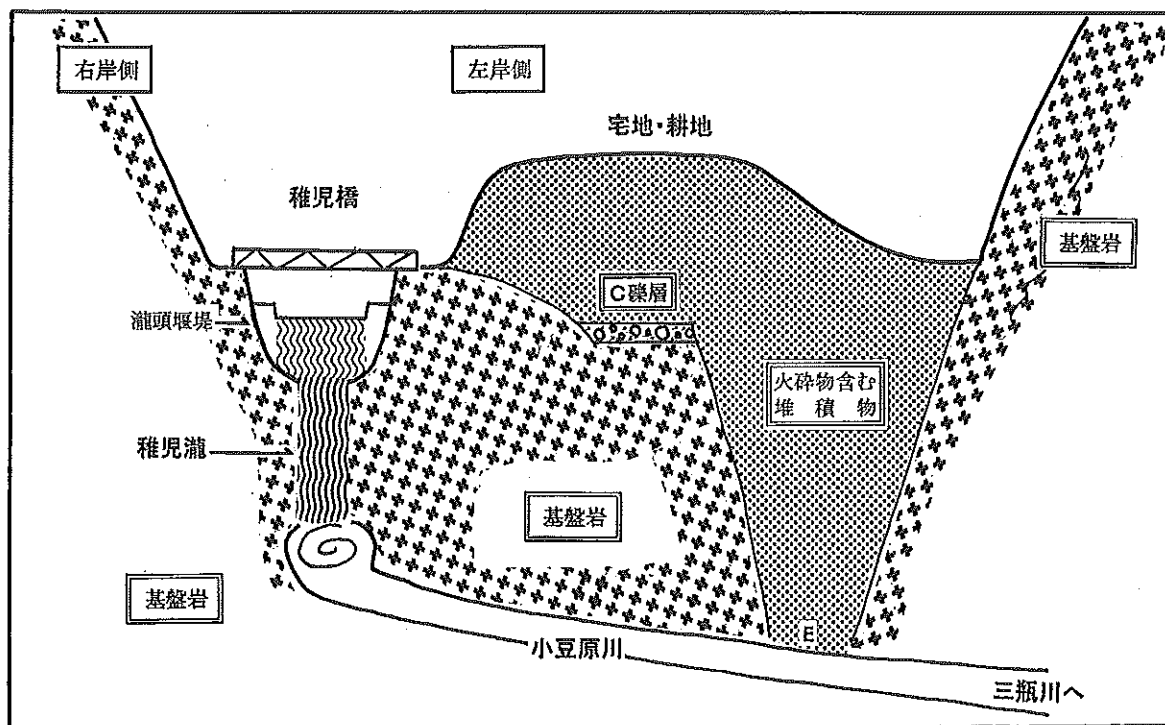 右岸側
左岸側
宅地・耕地
稚児橋
基盤岩
C礫層
瀧頭堰堤
火砕物含む
堆積物
稚児瀧
基盤岩
基盤岩
E
小豆原川
三瓶川へ